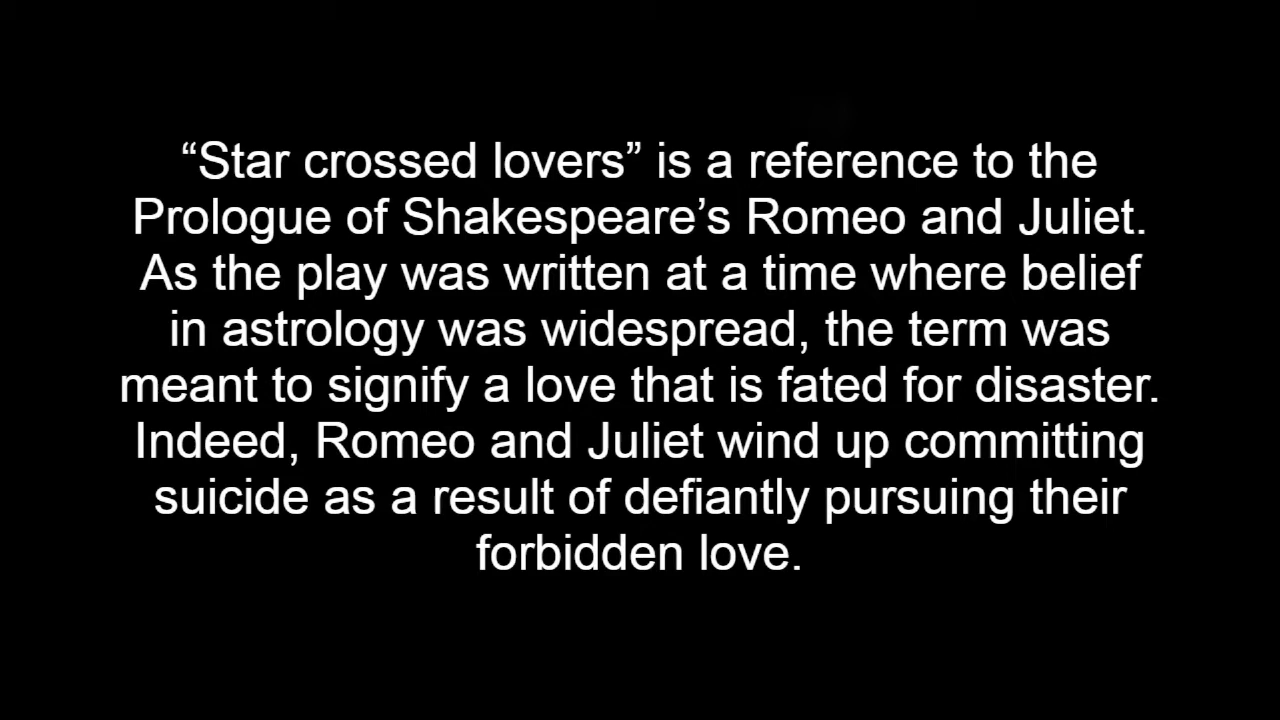 “Star crossed lovers” is a reference to the
Prologue of Shakespeare’s Romeo and Juliet.
As the play was written at a time where belief
in astrology was widespread, the term was
meant to signify a love that is fated for disaster.
Indeed, Romeo and Juliet wind up committing
suicide as a result of defiantly pursuing their
forbidden love.